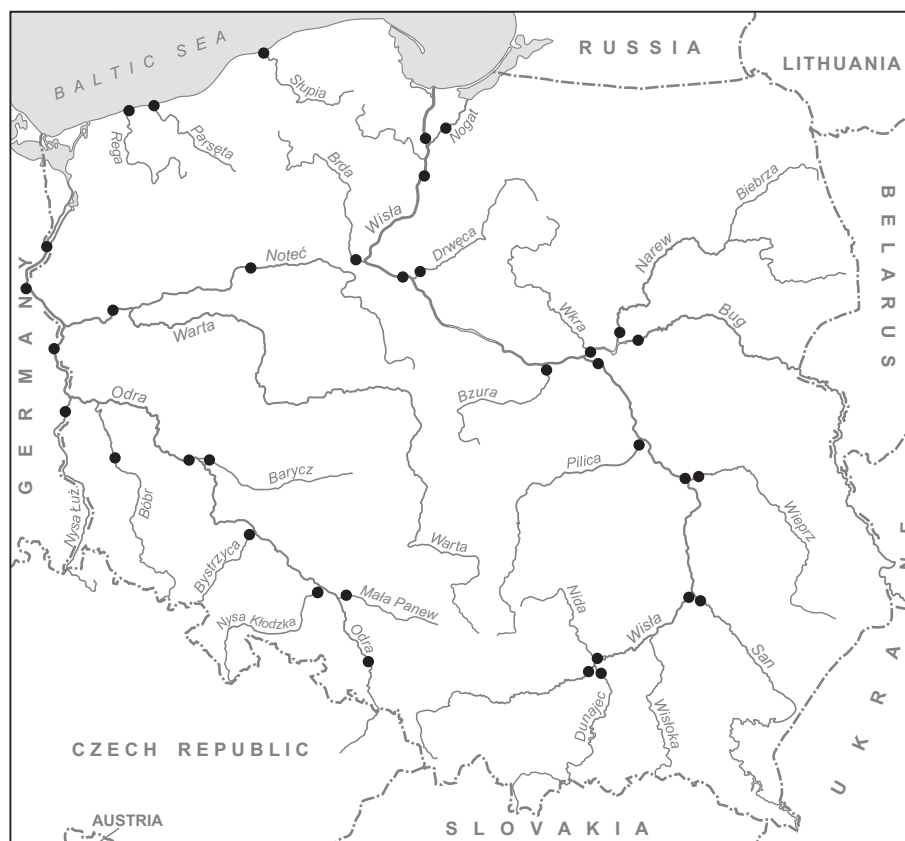 BALTIC SEA
RUSSIA
LITHUANIA
Słupia
Nogat
Rega
Parsęta
Brda
Biebrza
BELARUS
Wisła
Drwęca
Narew
Noteć
GERMANY
Wkra
Bug
Warta
Bzura
Odra
Pilica
Barycz
Bóbr
Nysa Łuż.
Wieprz
Bystrzyca
Warta
Nida
Mała Panew
Nysa Kłodzka
Odra
Wisła
San
Dunajec
Wisłoka
UKRAINE
CZECH REPUBLIC
AUSTRIA
SLOVAKIA